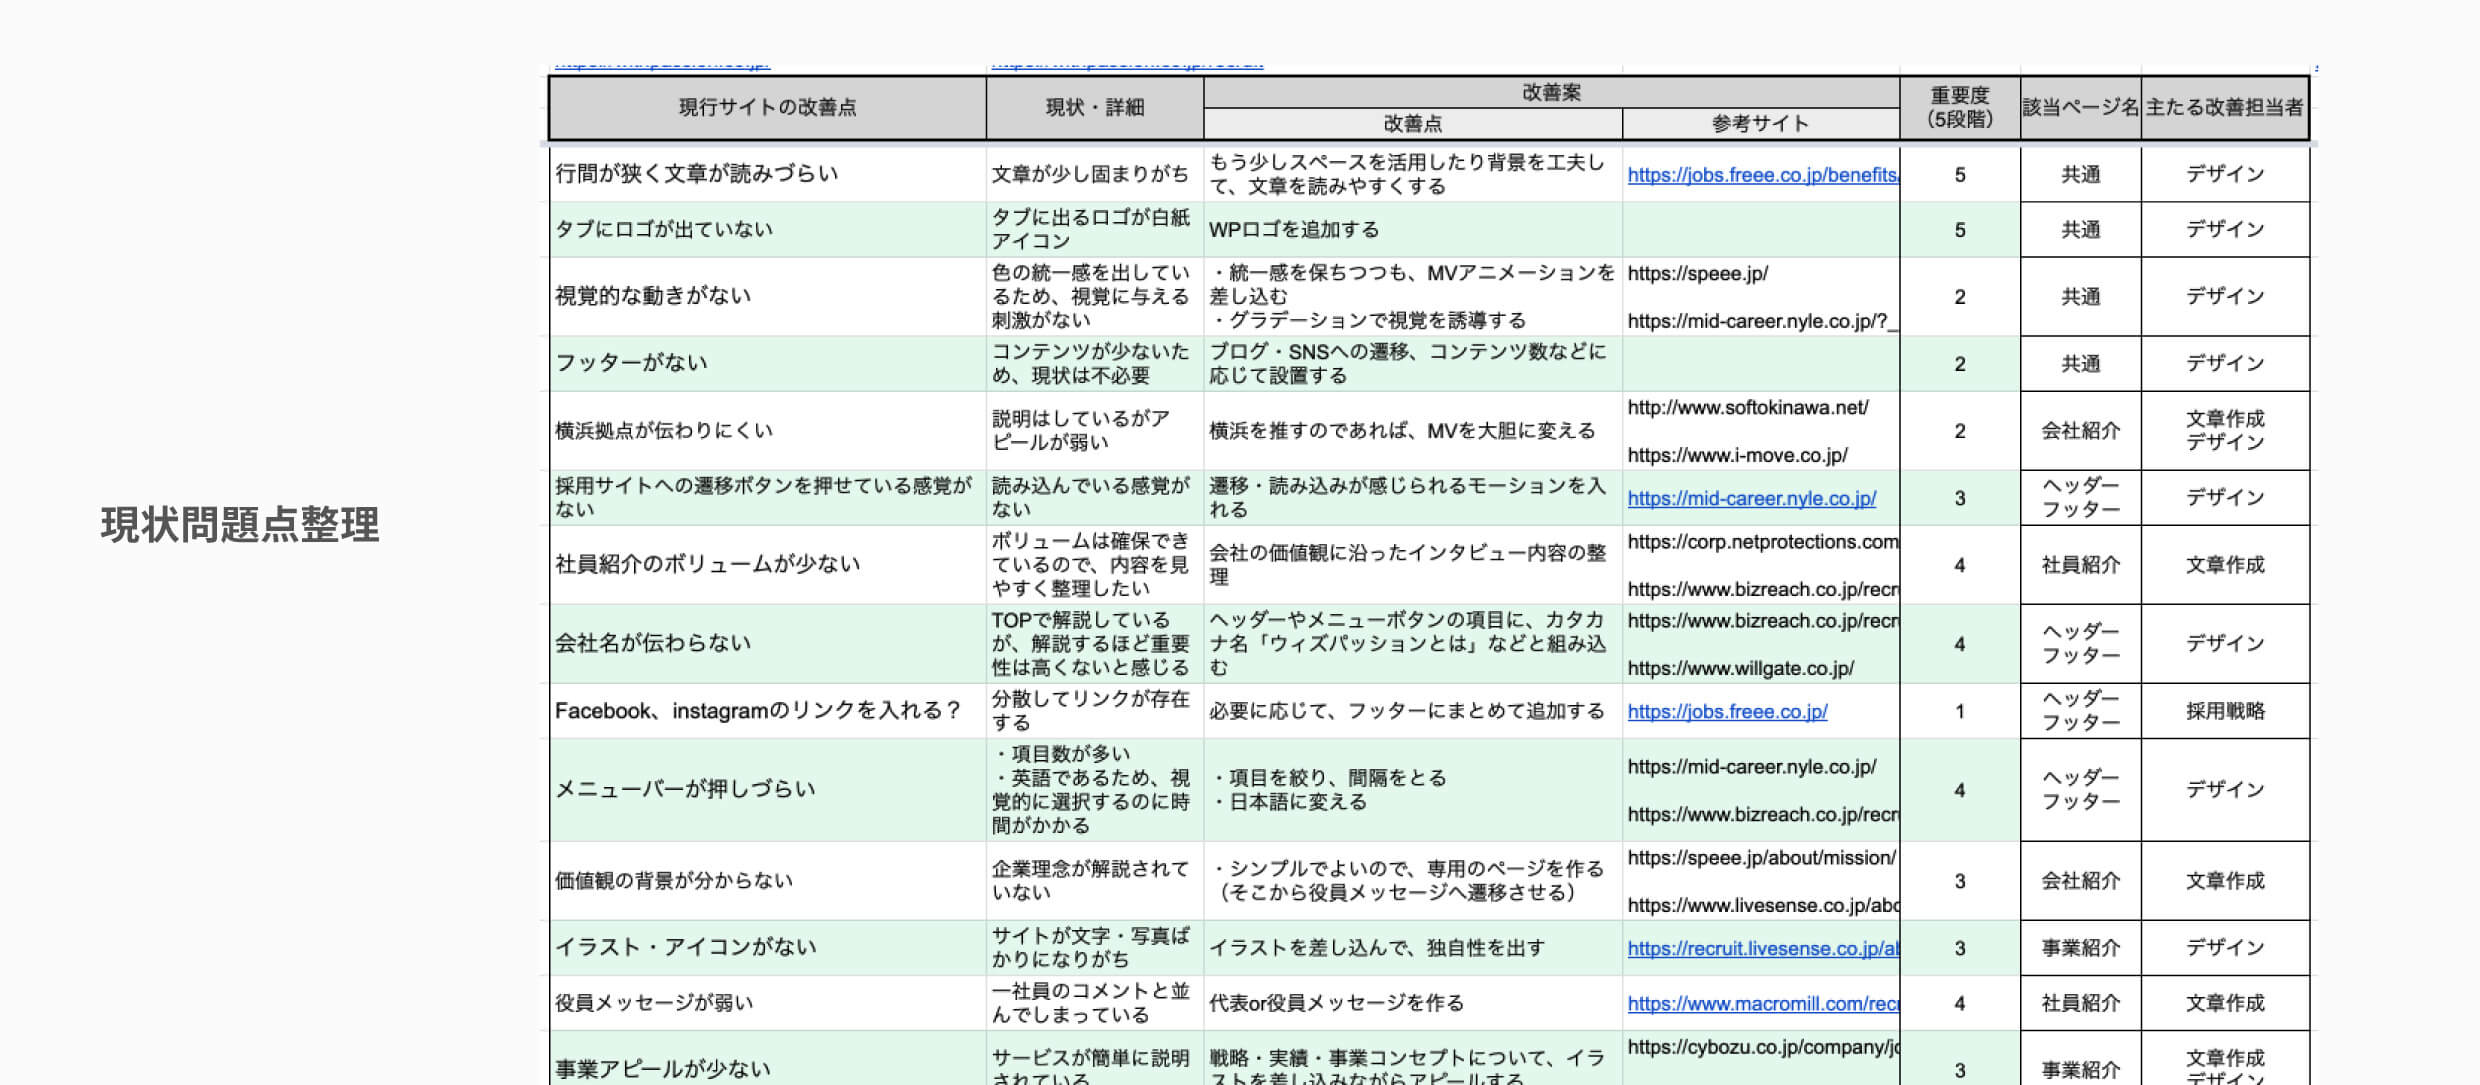 現状問題点整理
現行サイトの改善点
現状・詳細
改善案
改善点
参考サイト
重要度
（5段階）
該当ページ名
主たる改善担当者
行間が狭く文章が読みづらい
文章が少し固まりがち
もう少しスペースを活用したり背景を工夫し
て、文章を読みやすくする
https://jobs.freee.co.jp/benefits
5
共通
デザイン
タブにロゴが出ていない
タブに出るロゴが白紙
アイコン
WPロゴを追加する
5
共通
デザイン
視覚的な動きがない
色の統一感を出してい
るため、視覚に与える
刺激がない
・統一感を保ちつつも、MVアニメーションを
差し込む
・グラデーションで視覚を誘導する
https://speee.jp/
https://mid-career.nyle.co.jp/?_
2
共通
デザイン
フッターがない
コンテンツが少ないた
め、現状は不必要
ブログ・SNSへの遷移、コンテンツ数などに
応じて設置する
2
共通
デザイン
横浜拠点が伝わりにくい
説明はしているがア
ピールが弱い
横浜を推すのであれば、MVを大胆に変える
http://www.softokinawa.net/
https://www.i-move.co.jp/
2
会社紹介
文章作成
デザイン
採用サイトへの遷移ボタンを押せている感覚が
ない
読み込んでいる感覚が
ない
遷移・読み込みが感じられるモーションを入
れる
https://mid-career.nyle.co.jp/
3
ヘッダー
フッター
デザイン
社員紹介のボリュームが少ない
ボリュームは確保でき
ているので、内容を見
やすく整理したい
会社の価値観に沿ったインタビュー内容の整
理
https://corp.netprotections.com
https://www.bizreach.co.jp/recr
4
社員紹介
文章作成
会社名が伝わらない
TOPで解説している
が、解説するほど重要
性は高くないと感じる
ヘッダーやメニューボタンの項目に、カタカ
ナ名「ウィズパッションとは」などと組み込
む
https://www.bizreach.co.jp/recr
https://www.willgate.co.jp/
4
ヘッダー
フッター
デザイン
Facebook、instagramのリンクを入れる？
分散してリンクが存在
する
必要に応じて、フッターにまとめて追加する
https://jobs.freee.co.jp/
1
ヘッダー
フッター
採用戦略
メニューバーが押しづらい
・項目数が多い
・英語であるため、視
覚的に選択するのに時
間がかかる
・項目を絞り、間隔をとる
・日本語に変える
https://mid-career.nyle.co.jp/
https://www.bizreach.co.jp/recr
4
ヘッダー
フッター
デザイン
価値観の背景が分からない
企業理念が解説されて
いない
・シンプルでよいので、専用のページを作る
（そこから役員メッセージへ遷移させる）
https://speee.jp/about/mission/
https://www.livesense.co.jp/abc
3
会社紹介
文章作成
イラスト・アイコンがない
サイトが文字・写真ば
かりになりがち
イラストを差し込んで、独自性を出す
https://recruit.livesense.co.jp/al
3
事業紹介
デザイン
役員メッセージが弱い
一社員のコメントと並
んでしまっている
代表or役員メッセージを作る
https://www.macromill.com/rec
4
社員紹介
文章作成
事業アピールが少ない
サービスが簡単に説明
されている
戦略・実績・事業コンセプトについて、イラ
ストを差し込みながらアピールする
https://cybozu.co.jp/company/jo
3
事業紹介
文章作成
デザイン